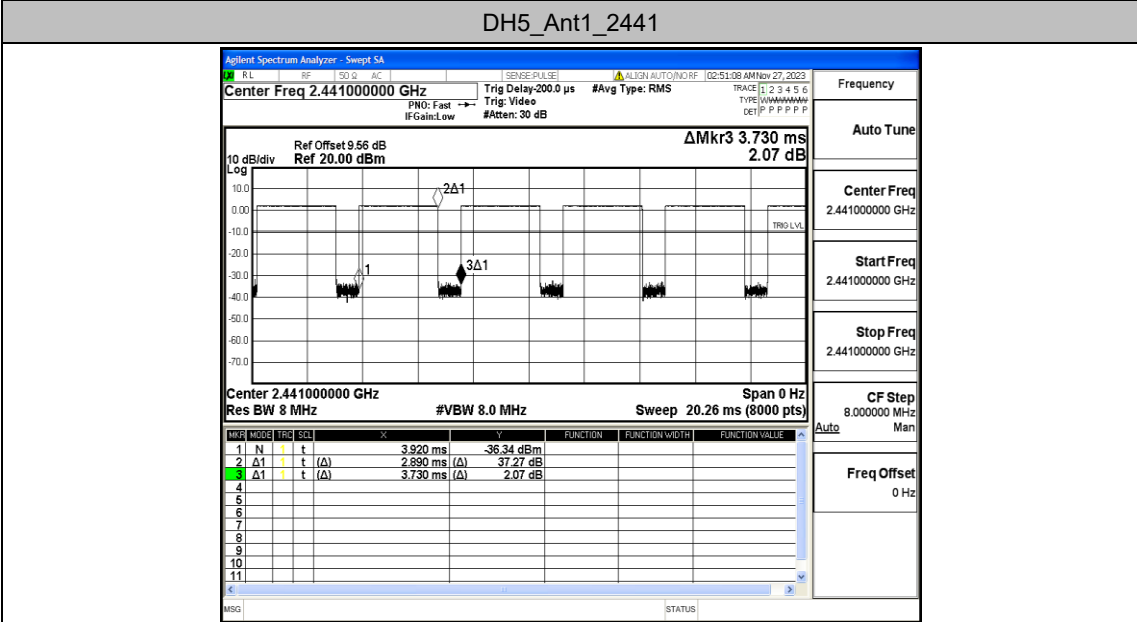 DH5_Ant1_2441
Agilent Spectrum Analyzer - Swept SA
RL RF 50 Ω AC SENSE:PULSE ALIGN AUTO/NO RF 02:51:08 AM Nov 27, 2023
Center Freq 2.441000000 GHz
PNO: Fast
IFGain:Low
Trig Delay-200.0 µs
Trig: Video
#Atten: 30 dB
#Avg Type: RMS
TRACE 1 2 3 4 5 6
TYPE WWWWWW
DET P P P P P P
Ref Offset 9.56 dB
10 dB/div Ref 20.00 dBm
Log
ΔMkr3 3.730 ms
2.07 dB
10.0
0.00
-10.0
-20.0
-30.0
-40.0
-50.0
-60.0
-70.0
2Δ1
1
3Δ1
TRIG LVL
Center 2.441000000 GHz Span 0 Hz
Res BW 8 MHz #VBW 8.0 MHz Sweep 20.26 ms (8000 pts)
MKR MODE TRC SCL X Y FUNCTION FUNCTION WIDTH FUNCTION VALUE
1 N 1 t 3.920 ms -36.34 dBm
2 Δ1 1 t (Δ) 2.890 ms (Δ) 37.27 dB
3 Δ1 1 t (Δ) 3.730 ms (Δ) 2.07 dB
4
5
6
7
8
9
10
11
MSG STATUS
Frequency
Auto Tune
Center Freq
2.441000000 GHz
Start Freq
2.441000000 GHz
Stop Freq
2.441000000 GHz
CF Step
8.000000 MHz
Auto Man
Freq Offset
0 Hz